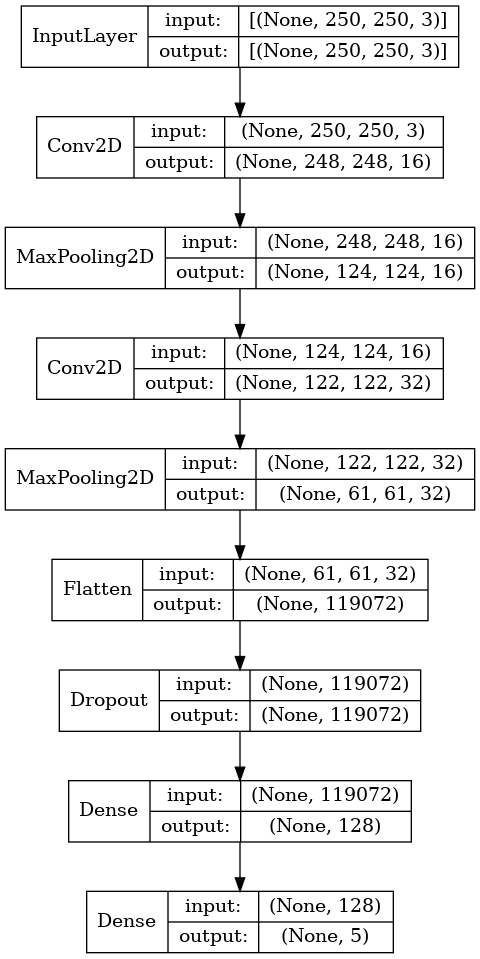 InputLayer input: [(None, 250, 250, 3)]
output: [(None, 250, 250, 3)]
Conv2D input: (None, 250, 250, 3)
output: (None, 248, 248, 16)
MaxPooling2D input: (None, 248, 248, 16)
output: (None, 124, 124, 16)
Conv2D input: (None, 124, 124, 16)
output: (None, 122, 122, 32)
MaxPooling2D input: (None, 122, 122, 32)
output: (None, 61, 61, 32)
Flatten input: (None, 61, 61, 32)
output: (None, 119072)
Dropout input: (None, 119072)
output: (None, 119072)
Dense input: (None, 119072)
output: (None, 128)
Dense input: (None, 128)
output: (None, 5)